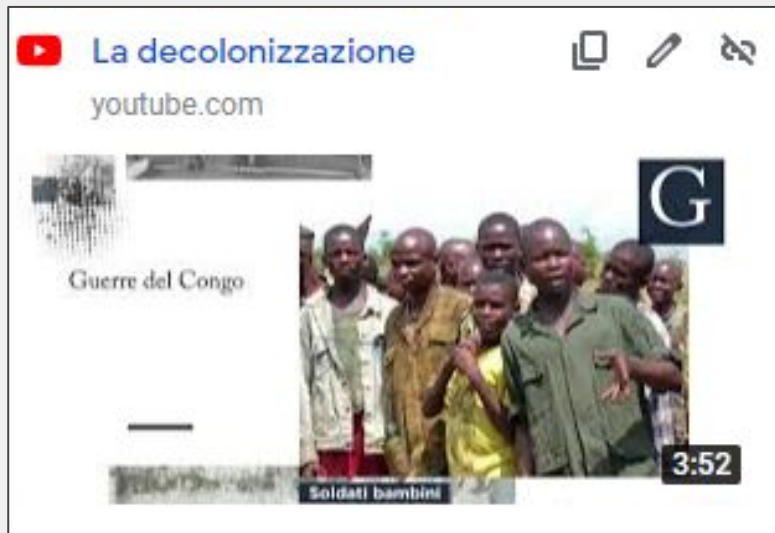 La decolonizzazione
youtube.com
G
Guerre del Congo
3:52
Soldati bambini